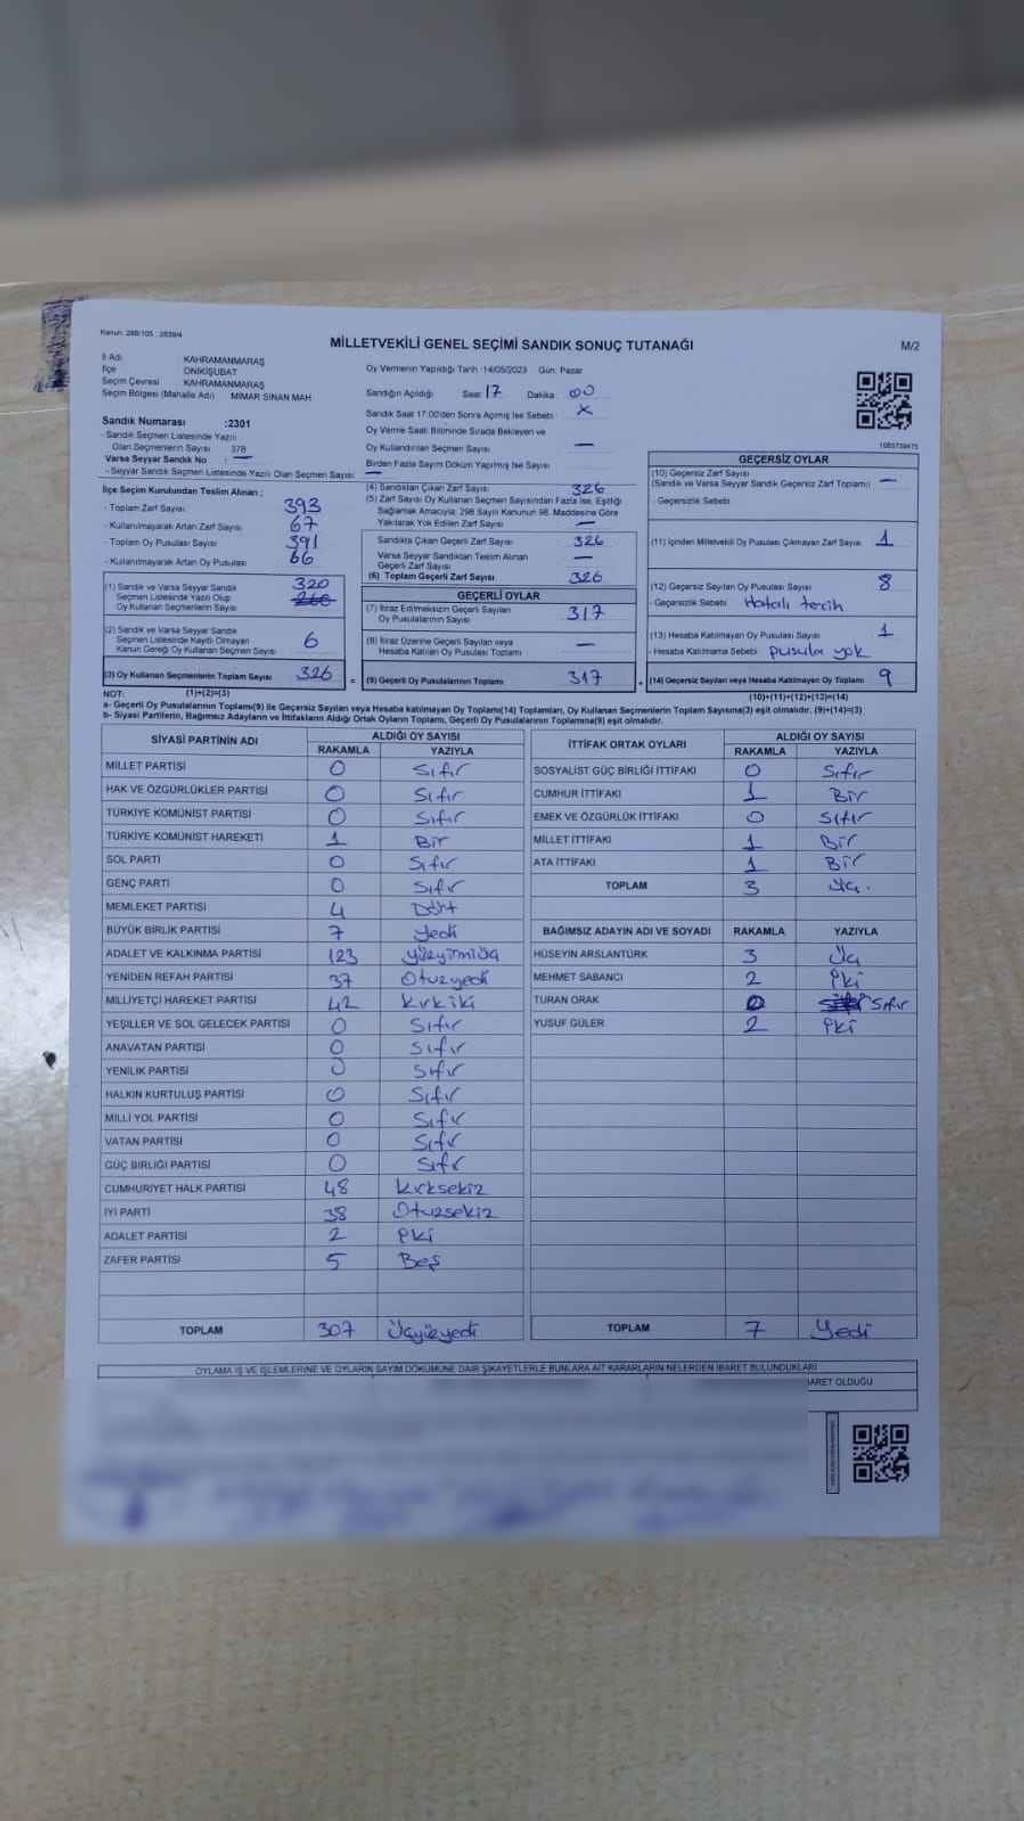 Kanun: 298/105 - 2839/4
MİLLETVEKİLİ GENEL SEÇİMİ SANDIK SONUÇ TUTANAĞI
M/2
İl Adı KAHRAMANMARAŞ
İlçe ONİKİŞUBAT
Seçim Çevresi KAHRAMANMARAŞ
Seçim Bölgesi (Mahalle Adı) MİMAR SİNAN MAH
Oy Vermenin Yapıldığı Tarih :14/05/2023 Gün: Pazar
Sandığın Açıldığı Saat 17 Dakika 00
Sandık Saat 17:00'den Sonra Açılmış İse Sebebi : X
Oy Verme Saati Bitiminde Sırada Bekleyen ve
Oy Kullandırılan Seçmen Sayısı —
Birden Fazla Sayım Döküm Yapılmış İse Sayısı
Sandık Numarası :2301
- Sandık Seçmen Listesinde Yazılı
Olan Seçmenlerin Sayısı 378
Varsa Seyyar Sandık No : —
- Seyyar Sandık Seçmen Listesinde Yazılı Olan Seçmen Sayısı : —
İlçe Seçim Kurulundan Teslim Alınan ;
- Toplam Zarf Sayısı 393
- Kullanılmayarak Artan Zarf Sayısı 67
- Toplam Oy Pusulası Sayısı 391
- Kullanılmayarak Artan Oy Pusulası 66
(1) Sandık ve Varsa Seyyar Sandık
Seçmen Listesinde Yazılı Olup
Oy Kullanan Seçmenlerin Sayısı 320
(2) Sandık ve Varsa Seyyar Sandık
Seçmen Listesinde Kayıtlı Olmayan
Kanun Gereği Oy Kullanan Seçmen Sayısı 6
(3) Oy Kullanan Seçmenlerin Toplam Sayısı 326
(1)+(2)=(3)
(4) Sandıktan Çıkan Zarf Sayısı 326
(5) Zarf Sayısı Oy Kullanan Seçmen Sayısından Fazla İse, Eşitliği
Sağlamak Amacıyla; 298 Sayılı Kanunun 98. Maddesine Göre
Yakılarak Yok Edilen Zarf Sayısı —
Sandıkta Çıkan Geçerli Zarf Sayısı 326
Varsa Seyyar Sandıktan Teslim Alınan
Geçerli Zarf Sayısı —
(6) Toplam Geçerli Zarf Sayısı 326
GEÇERLİ OYLAR
(7) İtiraz Edilmeksizin Geçerli Sayılan
Oy Pusulalarının Sayısı 317
(8) İtiraz Üzerine Geçerli Sayılan veya
Hesaba Katılan Oy Pusulası Toplamı —
= (9) Geçerli Oy Pusulalarının Toplamı 317
GEÇERSİZ OYLAR
(10) Geçersiz Zarf Sayısı
(Sandık ve Varsa Seyyar Sandık Geçersiz Zarf Toplamı) —
- Geçersizlik Sebebi
(11) İçinden Milletvekili Oy Pusulası Çıkmayan Zarf Sayısı 1
(12) Geçersiz Sayılan Oy Pusulası Sayısı 8
- Geçersizlik Sebebi Hatalı tercih
(13) Hesaba Katılmayan Oy Pusulası Sayısı 1
- Hesaba Katılmama Sebebi pusula yok
+ (14) Geçersiz Sayılan veya Hesaba Katılmayan Oy Toplamı 9
(10)+(11)+(12)+(13)=(14)
NOT:
a- Geçerli Oy Pusulalarının Toplamı(9) ile Geçersiz Sayılan veya Hesaba katılmayan Oy Toplamı(14) Toplamları, Oy Kullanan Seçmenlerin Toplam Sayısına(3) eşit olmalıdır. (9)+(14)=(3)
b- Siyasi Partilerin, Bağımsız Adayların ve İttifakların Aldığı Ortak Oyların Toplamı, Geçerli Oy Pusulalarının Toplamına(9) eşit olmalıdır.
SİYASİ PARTİNİN ADI ALDIĞI OY SAYISI
RAKAMLA YAZIYLA
MİLLET PARTİSİ 0 Sıfır
HAK VE ÖZGÜRLÜKLER PARTİSİ 0 Sıfır
TÜRKİYE KOMÜNİST PARTİSİ 0 Sıfır
TÜRKİYE KOMÜNİST HAREKETİ 1 Bir
SOL PARTİ 0 Sıfır
GENÇ PARTİ 0 Sıfır
MEMLEKET PARTİSİ 4 Dört
BÜYÜK BİRLİK PARTİSİ 7 Yedi
ADALET VE KALKINMA PARTİSİ 123 Yüzyirmiüç
YENİDEN REFAH PARTİSİ 37 Otuzyedi
MİLLİYETÇİ HAREKET PARTİSİ 42 Kırkiki
YEŞİLLER VE SOL GELECEK PARTİSİ 0 Sıfır
ANAVATAN PARTİSİ 0 Sıfır
YENİLİK PARTİSİ 0 Sıfır
HALKIN KURTULUŞ PARTİSİ 0 Sıfır
MİLLİ YOL PARTİSİ 0 Sıfır
VATAN PARTİSİ 0 Sıfır
GÜÇ BİRLİĞİ PARTİSİ 0 Sıfır
CUMHURİYET HALK PARTİSİ 48 Kırksekiz
İYİ PARTİ 38 Otuzsekiz
ADALET PARTİSİ 2 İki
ZAFER PARTİSİ 5 Beş
TOPLAM 307 Üçyüzyedi
İTTİFAK ORTAK OYLARI ALDIĞI OY SAYISI
RAKAMLA YAZIYLA
SOSYALİST GÜÇ BİRLİĞİ İTTİFAKI 0 Sıfır
CUMHUR İTTİFAKI 1 Bir
EMEK VE ÖZGÜRLÜK İTTİFAKI 0 Sıfır
MİLLET İTTİFAKI 1 Bir
ATA İTTİFAKI 1 Bir
TOPLAM 3 Üç.
BAĞIMSIZ ADAYIN ADI VE SOYADI RAKAMLA YAZIYLA
HÜSEYİN ARSLANTÜRK 3 Üç
MEHMET SABANCI 2 İki
TURAN ORAK 0 Sıfır
YUSUF GÜLER 2 İki
TOPLAM 7 Yedi
OYLAMA İŞ VE İŞLEMLERİNE VE OYLARIN SAYIM DÖKÜMÜNE DAİR ŞİKAYETLERLE BUNLARA AİT KARARLARIN NELERDEN İBARET BULUNDUKLARI
OLDUĞU